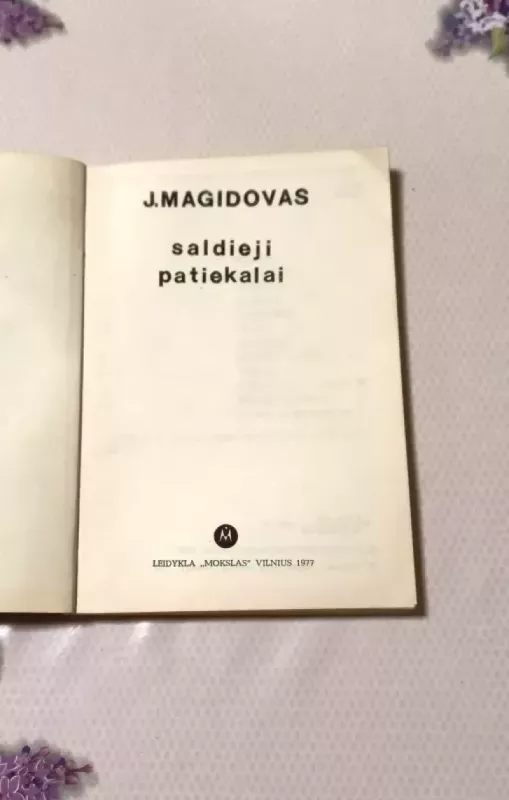 J.MAGIDOVAS
saldieji
patiekalai
LEIDYKLA „MOKSLAS" VILNIUS 1977